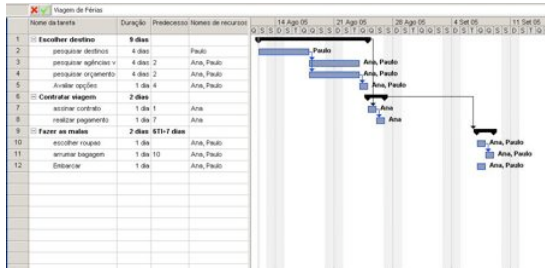 Viagem de Férias
Nome da tarefa Duração Predecesso Nomes de recursos 14 Ago 05 21 Ago 05 28 Ago 05 4 Set 05 11 Set 05
Q S S D S T Q Q S S D S T Q Q S S D S T Q Q S S D S T Q Q S S D S T Q
1 Escolher destino 9 dias
2 pesquisar destinos 4 dias Paulo Paulo
3 pesquisar agências v 4 dias 2 Ana, Paulo Ana, Paulo
4 pesquisar orçamento 4 dias 2 Ana, Paulo Ana, Paulo
5 Avaliar opções 1 dia 4 Ana, Paulo Ana, Paulo
6 Contratar viagem 2 dias
7 assinar contrato 1 dia 1 Ana Ana
8 realizar pagamento 1 dia 7 Ana Ana
9 Fazer as malas 2 dias 6TI+7 dias
10 escolher roupas 1 dia Ana, Paulo Ana, Paulo
11 arrumar bagagem 1 dia 10 Ana, Paulo Ana, Paulo
12 Embarcar 1 dia Ana, Paulo Ana, Paulo